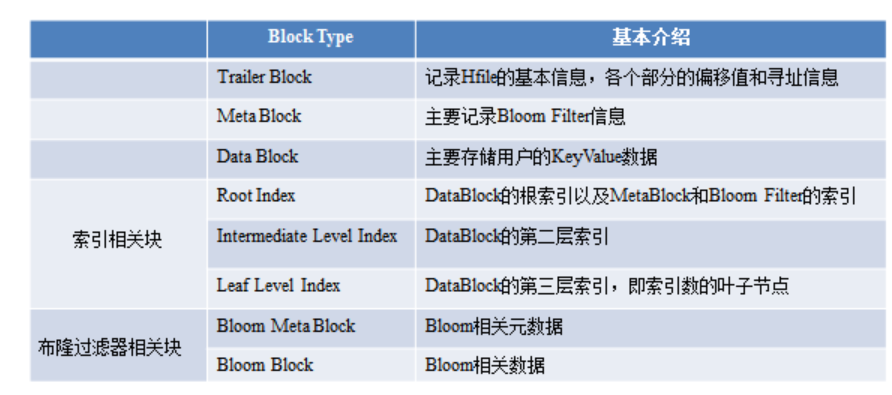 Block Type 基本介绍
Trailer Block 记录Hfile的基本信息，各个部分的偏移值和寻址信息
Meta Block 主要记录Bloom Filter信息
Data Block 主要存储用户的KeyValue数据
索引相关块
Root Index DataBlock的根索引以及MetaBlock和Bloom Filter的索引
Intermediate Level Index DataBlock的第二层索引
Leaf Level Index DataBlock的第三层索引，即索引数的叶子节点
布隆过滤器相关块
Bloom Meta Block Bloom相关元数据
Bloom Block Bloom相关数据